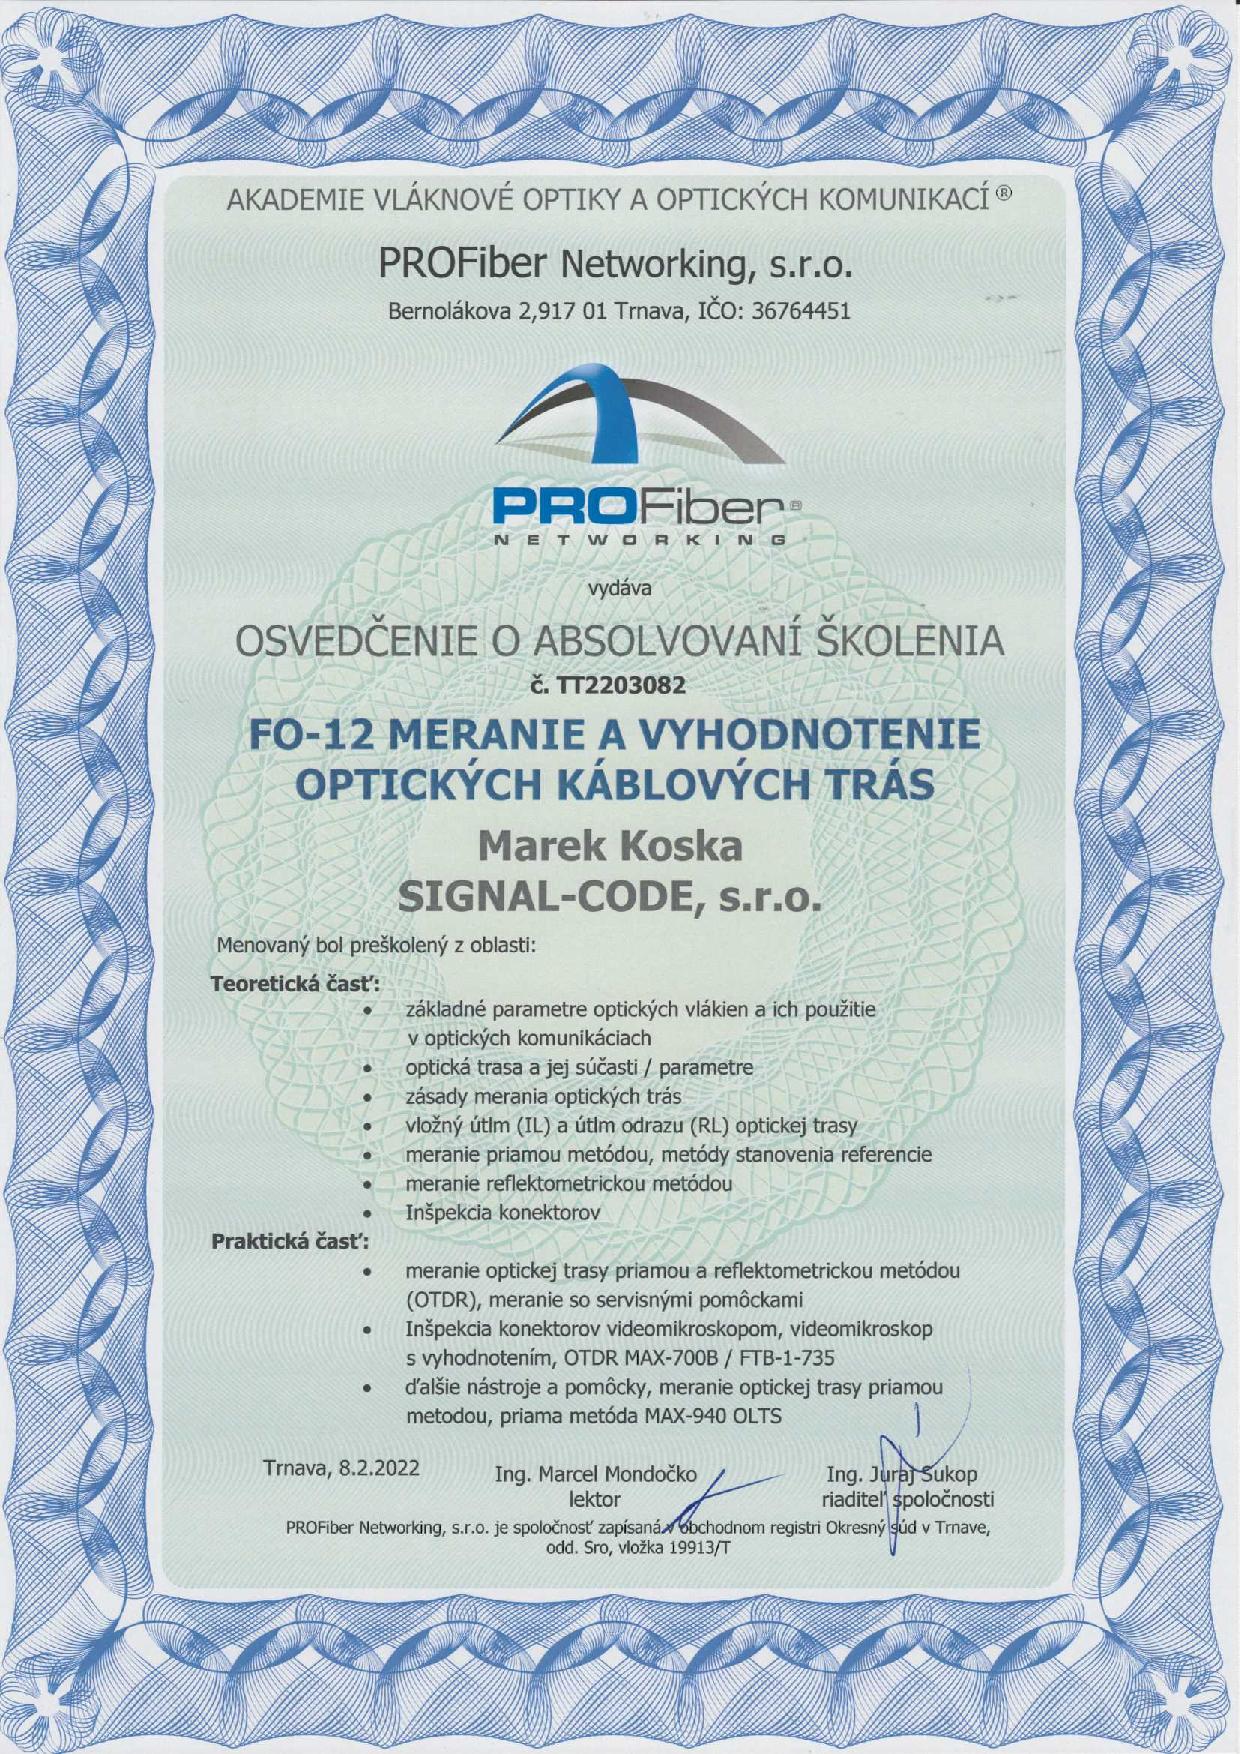 AKADEMIE VLÁKNOVÉ OPTIKY A OPTICKÝCH KOMUNIKACÍ ®
PROFiber Networking, s.r.o.
Bernolákova 2,917 01 Trnava, IČO: 36764451
PROFiber®
NETWORKING
vydáva
OSVEDČENIE O ABSOLVOVANÍ ŠKOLENIA
č. TT2203082
FO-12 MERANIE A VYHODNOTENIE
OPTICKÝCH KÁBLOVÝCH TRÁS
Marek Koska
SIGNAL-CODE, s.r.o.
Menovaný bol preškolený z oblasti:
Teoretická časť:
• základné parametre optických vlákien a ich použitie
v optických komunikáciach
• optická trasa a jej súčasti / parametre
• zásady merania optických trás
• vložný útlm (IL) a útlm odrazu (RL) optickej trasy
• meranie priamou metódou, metódy stanovenia referencie
• meranie reflektometrickou metódou
• Inšpekcia konektorov
Praktická časť:
• meranie optickej trasy priamou a reflektometrickou metódou
(OTDR), meranie so servisnými pomôckami
• Inšpekcia konektorov videomikroskopom, videomikroskop
s vyhodnotením, OTDR MAX-700B / FTB-1-735
• ďalšie nástroje a pomôcky, meranie optickej trasy priamou
metodou, priama metóda MAX-940 OLTS
Trnava, 8.2.2022
Ing. Marcel Mondočko
lektor
Ing. Juraj Sukop
riaditeľ spoločnosti
PROFiber Networking, s.r.o. je spoločnosť zapísaná v obchodnom registri Okresný súd v Trnave,
odd. Sro, vložka 19913/T